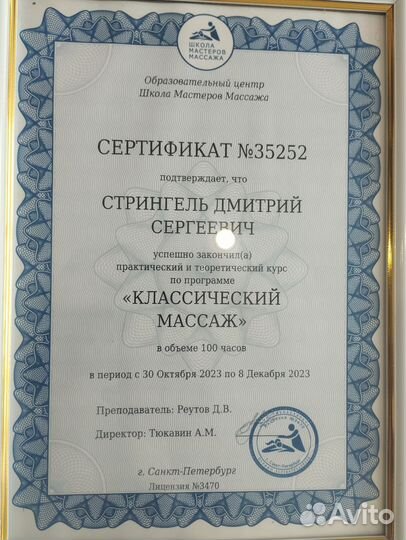 ШКОЛА
МАСТЕРОВ
МАССАЖА
Образовательный центр
Школа Мастеров Массажа
СЕРТИФИКАТ №35252
подтверждает, что
СТРИНГЕЛЬ ДМИТРИЙ
СЕРГЕЕВИЧ
успешно закончил(а)
практический и теоретический курс
по программе
«КЛАССИЧЕСКИЙ
МАССАЖ»
в объеме 100 часов
в период с 30 Октября 2023 по 8 Декабря 2023
Преподаватель: Реутов Д.В.
Директор: Тюкавин А.М.
г. Санкт-Петербург
Лицензия №3470
Avito